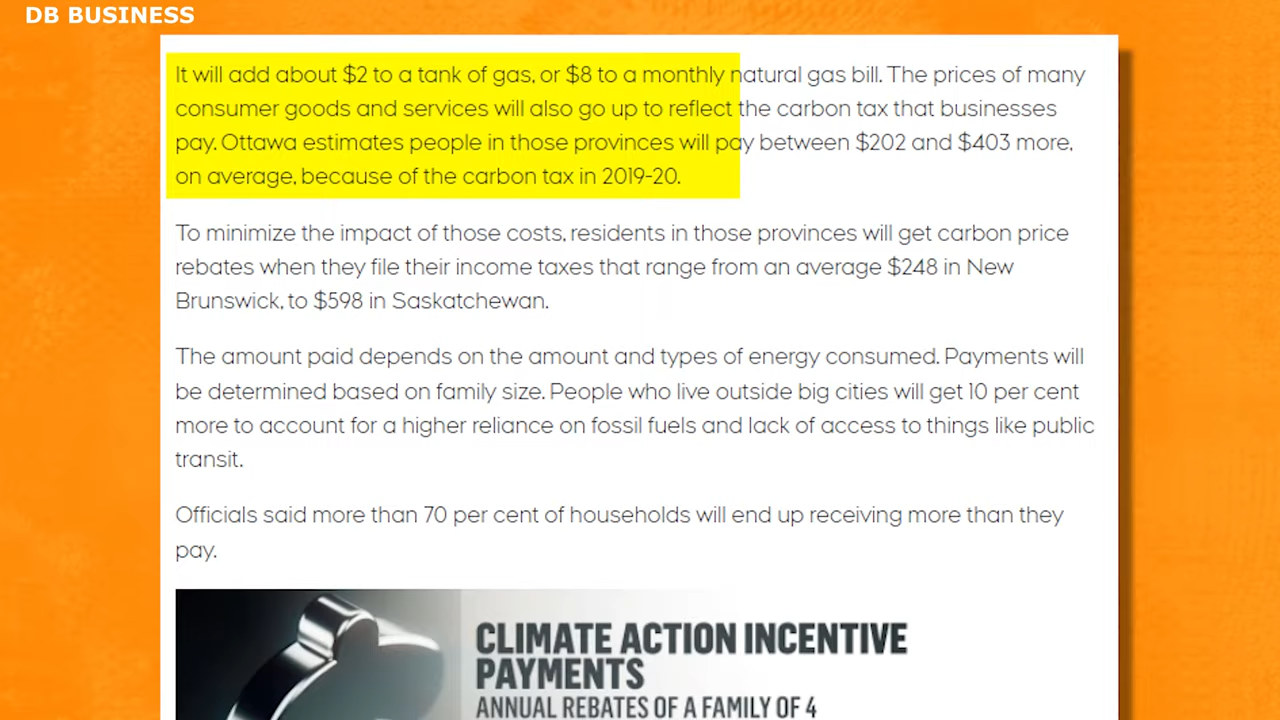 DB BUSINESS
It will add about $2 to a tank of gas, or $8 to a monthly natural gas bill. The prices of many
consumer goods and services will also go up to reflect the carbon tax that businesses
pay. Ottawa estimates people in those provinces will pay between $202 and $403 more,
on average, because of the carbon tax in 2019-20.
To minimize the impact of those costs, residents in those provinces will get carbon price
rebates when they file their income taxes that range from an average $248 in New
Brunswick, to $598 in Saskatchewan.
The amount paid depends on the amount and types of energy consumed. Payments will
be determined based on family size. People who live outside big cities will get 10 per cent
more to account for a higher reliance on fossil fuels and lack of access to things like public
transit.
Officials said more than 70 per cent of households will end up receiving more than they
pay.
CLIMATE ACTION INCENTIVE
PAYMENTS
ANNUAL REBATES OF A FAMILY OF 4